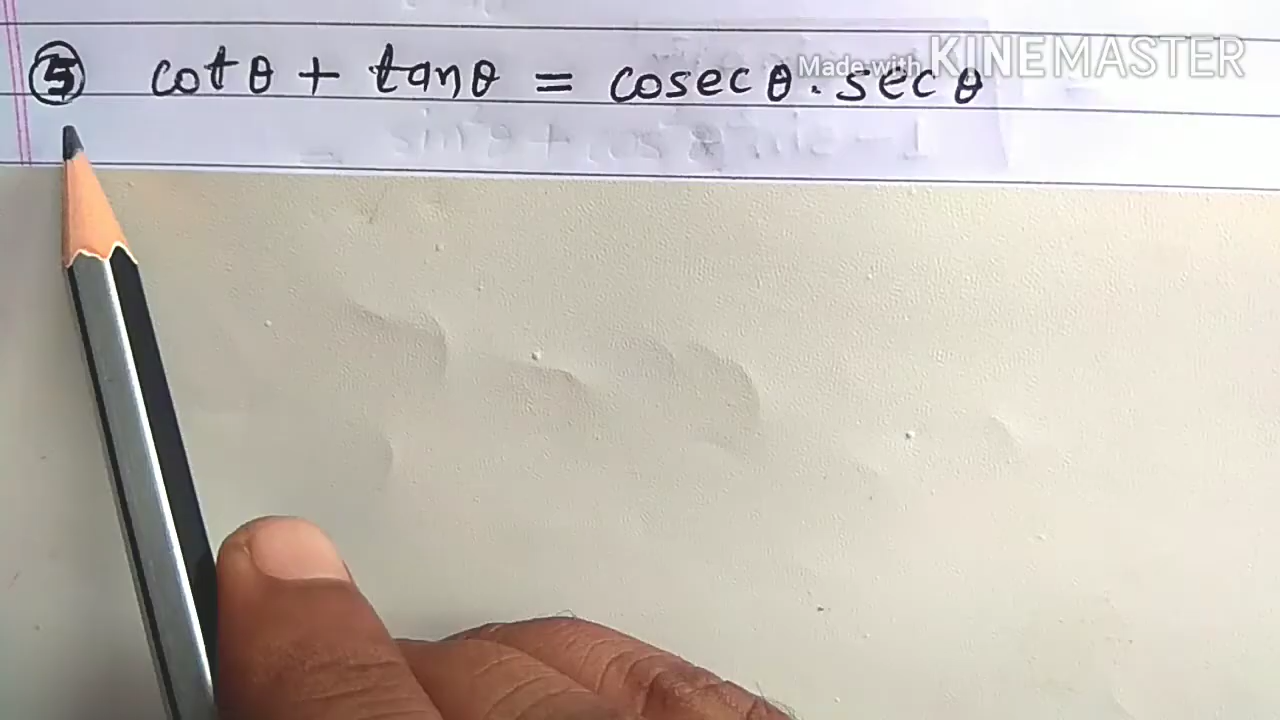 Made with KINEMASTER
⑤ cotθ + tanθ = cosecθ . secθ